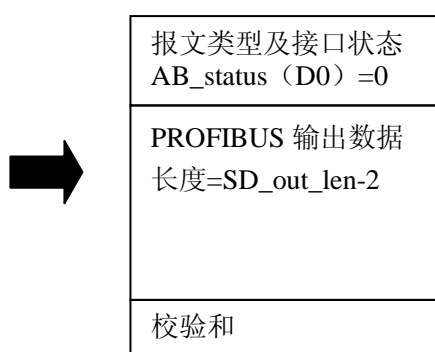 报文类型及接口状态
AB_status（D0）=0
PROFIBUS 输出数据
长度=SD_out_len-2
校验和